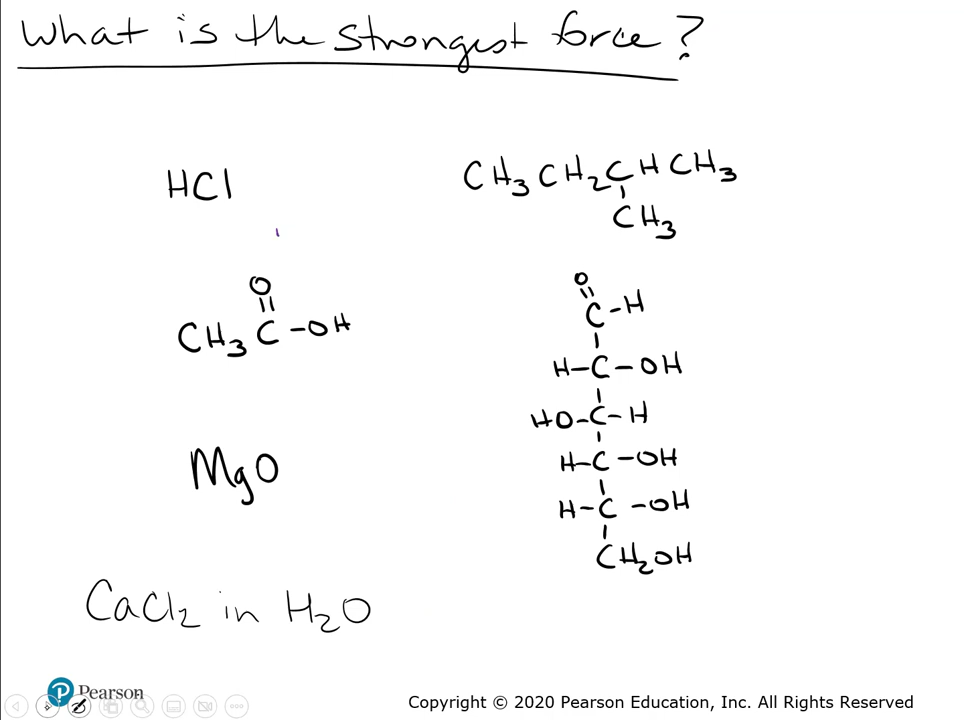 What is the strongest force?
HCl
CH3CH2CHCH3
CH3
O
CH3C-OH
MgO
CaCl2 in H2O
O
C-H
H-C-OH
HO-C-H
H-C-OH
H-C-OH
CH2OH
Pearson
Copyright © 2020 Pearson Education, Inc. All Rights Reserved